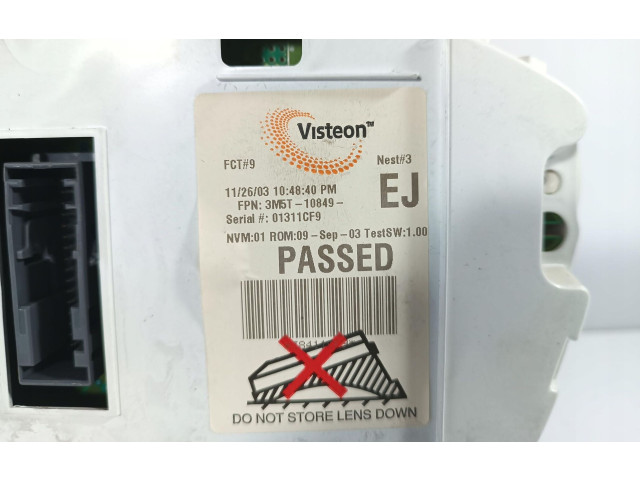 Visteon™
FCT#9 Nest#3
11/26/03 10:48:40 PM
EJ
FPN: 3M5T-10849-
Serial #: 01311CF9
NVM:01 ROM:09-Sep-03 TestSW:1.00
PASSED
DO NOT STORE LENS DOWN